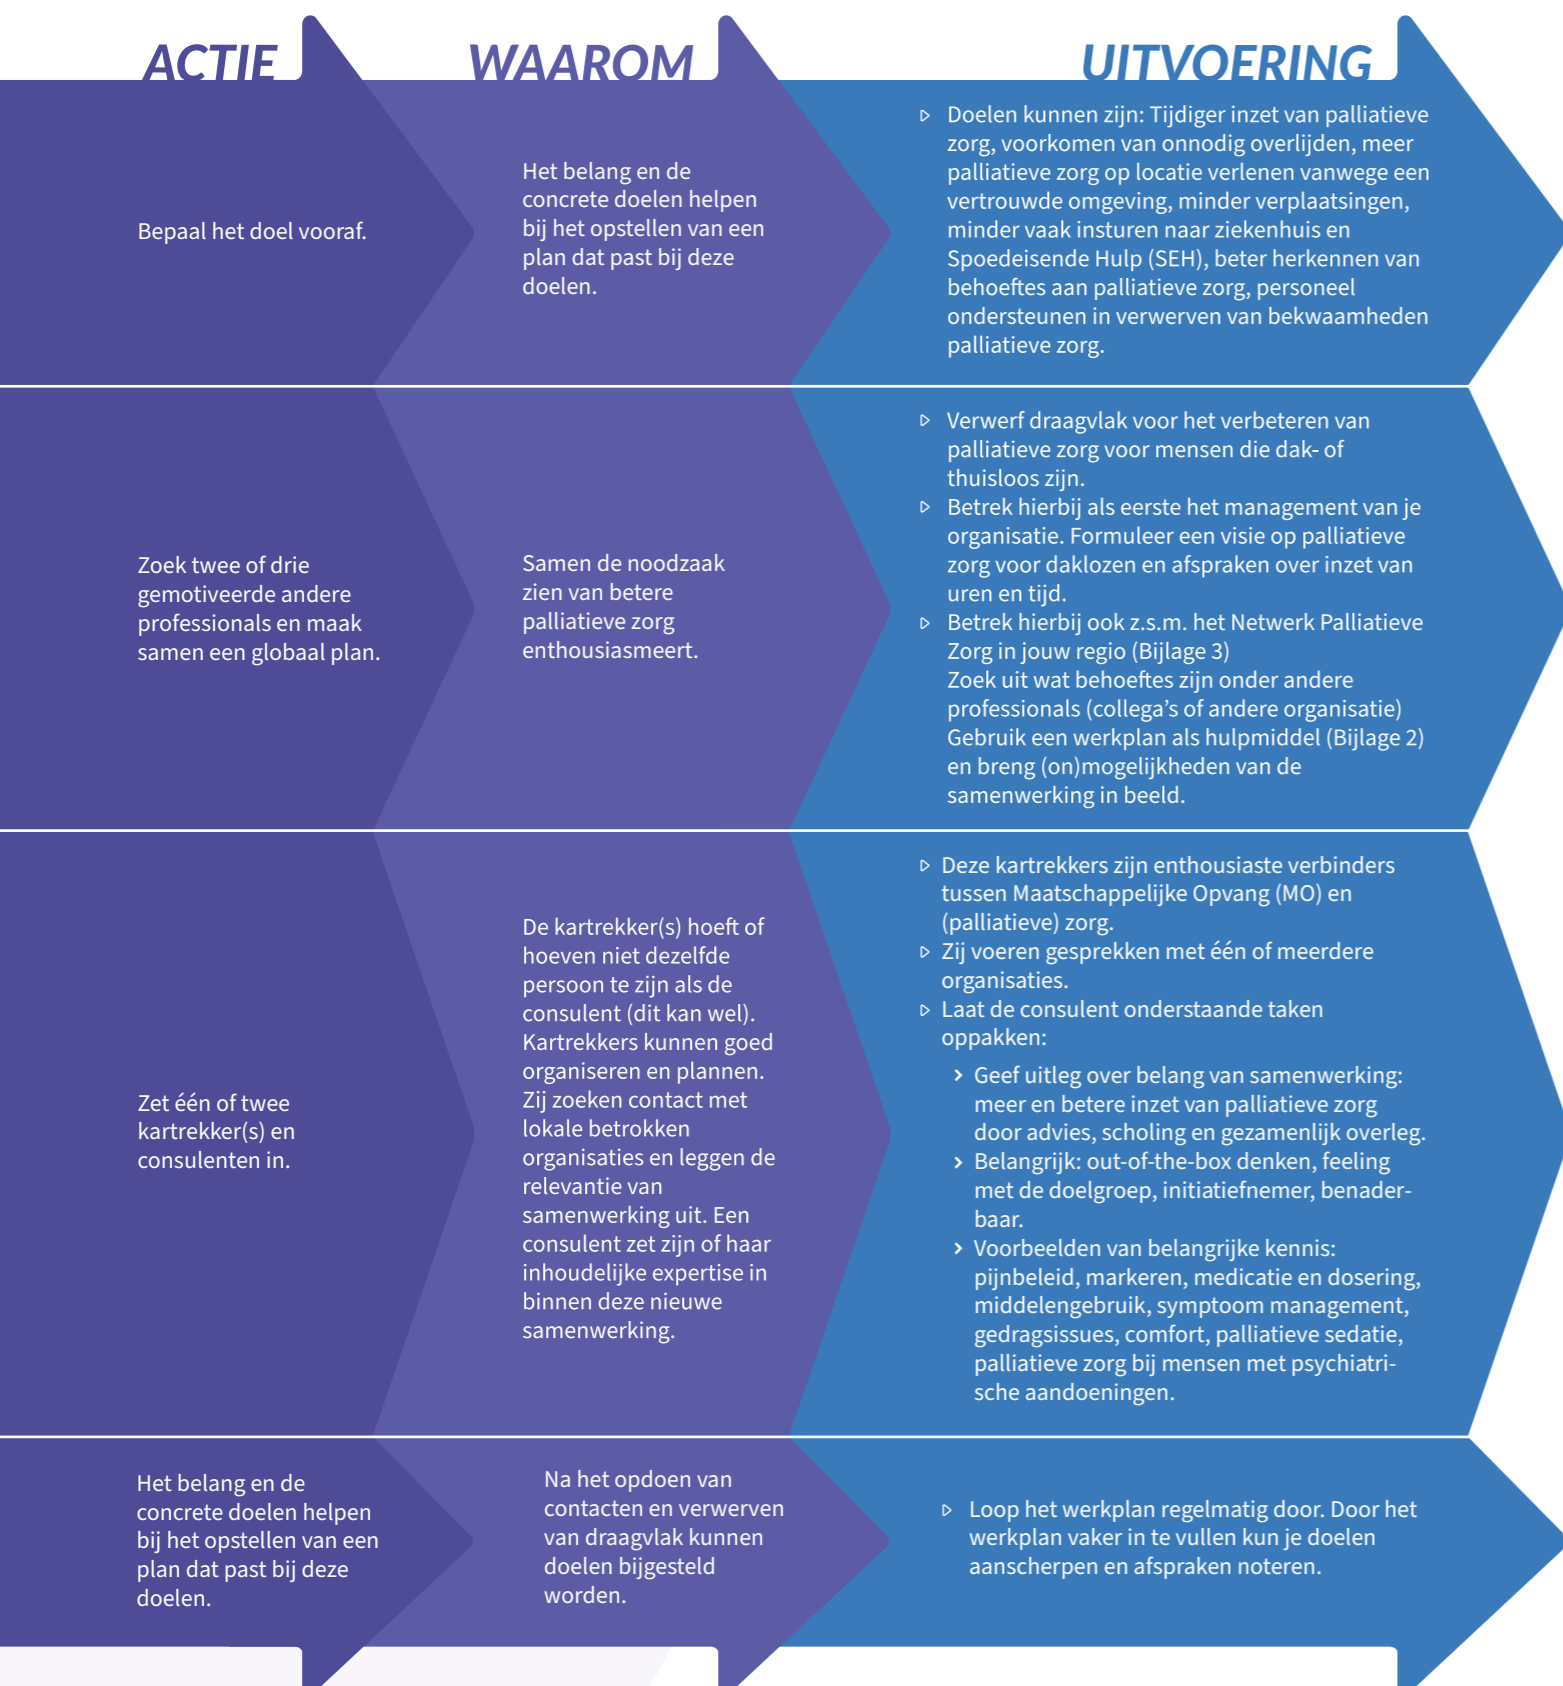 ACTIE
WAAROM
UITVOERING
Bepaal het doel vooraf.
Het belang en de
concrete doelen helpen
bij het opstellen van een
plan dat past bij deze
doelen.
Doelen kunnen zijn: Tijdiger inzet van palliatieve
zorg, voorkomen van onnodig overlijden, meer
palliatieve zorg op locatie verlenen vanwege een
vertrouwde omgeving, minder verplaatsingen,
minder vaak insturen naar ziekenhuis en
Spoedeisende Hulp (SEH), beter herkennen van
behoeftes aan palliatieve zorg, personeel
ondersteunen in verwerven van bekwaamheden
palliatieve zorg.
Zoek twee of drie
gemotiveerde andere
professionals en maak
samen een globaal plan.
Samen de noodzaak
zien van betere
palliatieve zorg
enthousiasmeert.
Verwerf draagvlak voor het verbeteren van
palliatieve zorg voor mensen die dak- of
thuisloos zijn.
Betrek hierbij als eerste het management van je
organisatie. Formuleer een visie op palliatieve
zorg voor daklozen en afspraken over inzet van
uren en tijd.
Betrek hierbij ook z.s.m. het Netwerk Palliatieve
Zorg in jouw regio (Bijlage 3)
Zoek uit wat behoeftes zijn onder andere
professionals (collega's of andere organisatie)
Gebruik een werkplan als hulpmiddel (Bijlage 2)
en breng (on)mogelijkheden van de
samenwerking in beeld.
Zet één of twee
kartrekker(s) en
consulenten in.
De kartrekker(s) hoeft of
hoeven niet dezelfde
persoon te zijn als de
consulent (dit kan wel).
Kartrekkers kunnen goed
organiseren en plannen.
Zij zoeken contact met
lokale betrokken
organisaties en leggen de
relevantie van
samenwerking uit. Een
consulent zet zijn of haar
inhoudelijke expertise in
binnen deze nieuwe
samenwerking.
Deze kartrekkers zijn enthousiaste verbinders
tussen Maatschappelijke Opvang (MO) en
(palliatieve) zorg.
Zij voeren gesprekken met één of meerdere
organisaties.
Laat de consulent onderstaande taken
oppakken:
Geef uitleg over belang van samenwerking:
meer en betere inzet van palliatieve zorg
door advies, scholing en gezamenlijk overleg.
Belangrijk: out-of-the-box denken, feeling
met de doelgroep, initiatiefnemer, benader-
baar.
Voorbeelden van belangrijke kennis:
pijnbeleid, markeren, medicatie en dosering,
middelengebruik, symptoom management,
gedragsissues, comfort, palliatieve sedatie,
palliatieve zorg bij mensen met psychiatri-
sche aandoeningen.
Het belang en de
concrete doelen helpen
bij het opstellen van een
plan dat past bij deze
doelen.
Na het opdoen van
contacten en verwerven
van draagvlak kunnen
doelen bijgesteld
worden.
Loop het werkplan regelmatig door. Door het
werkplan vaker in te vullen kun je doelen
aanscherpen en afspraken noteren.